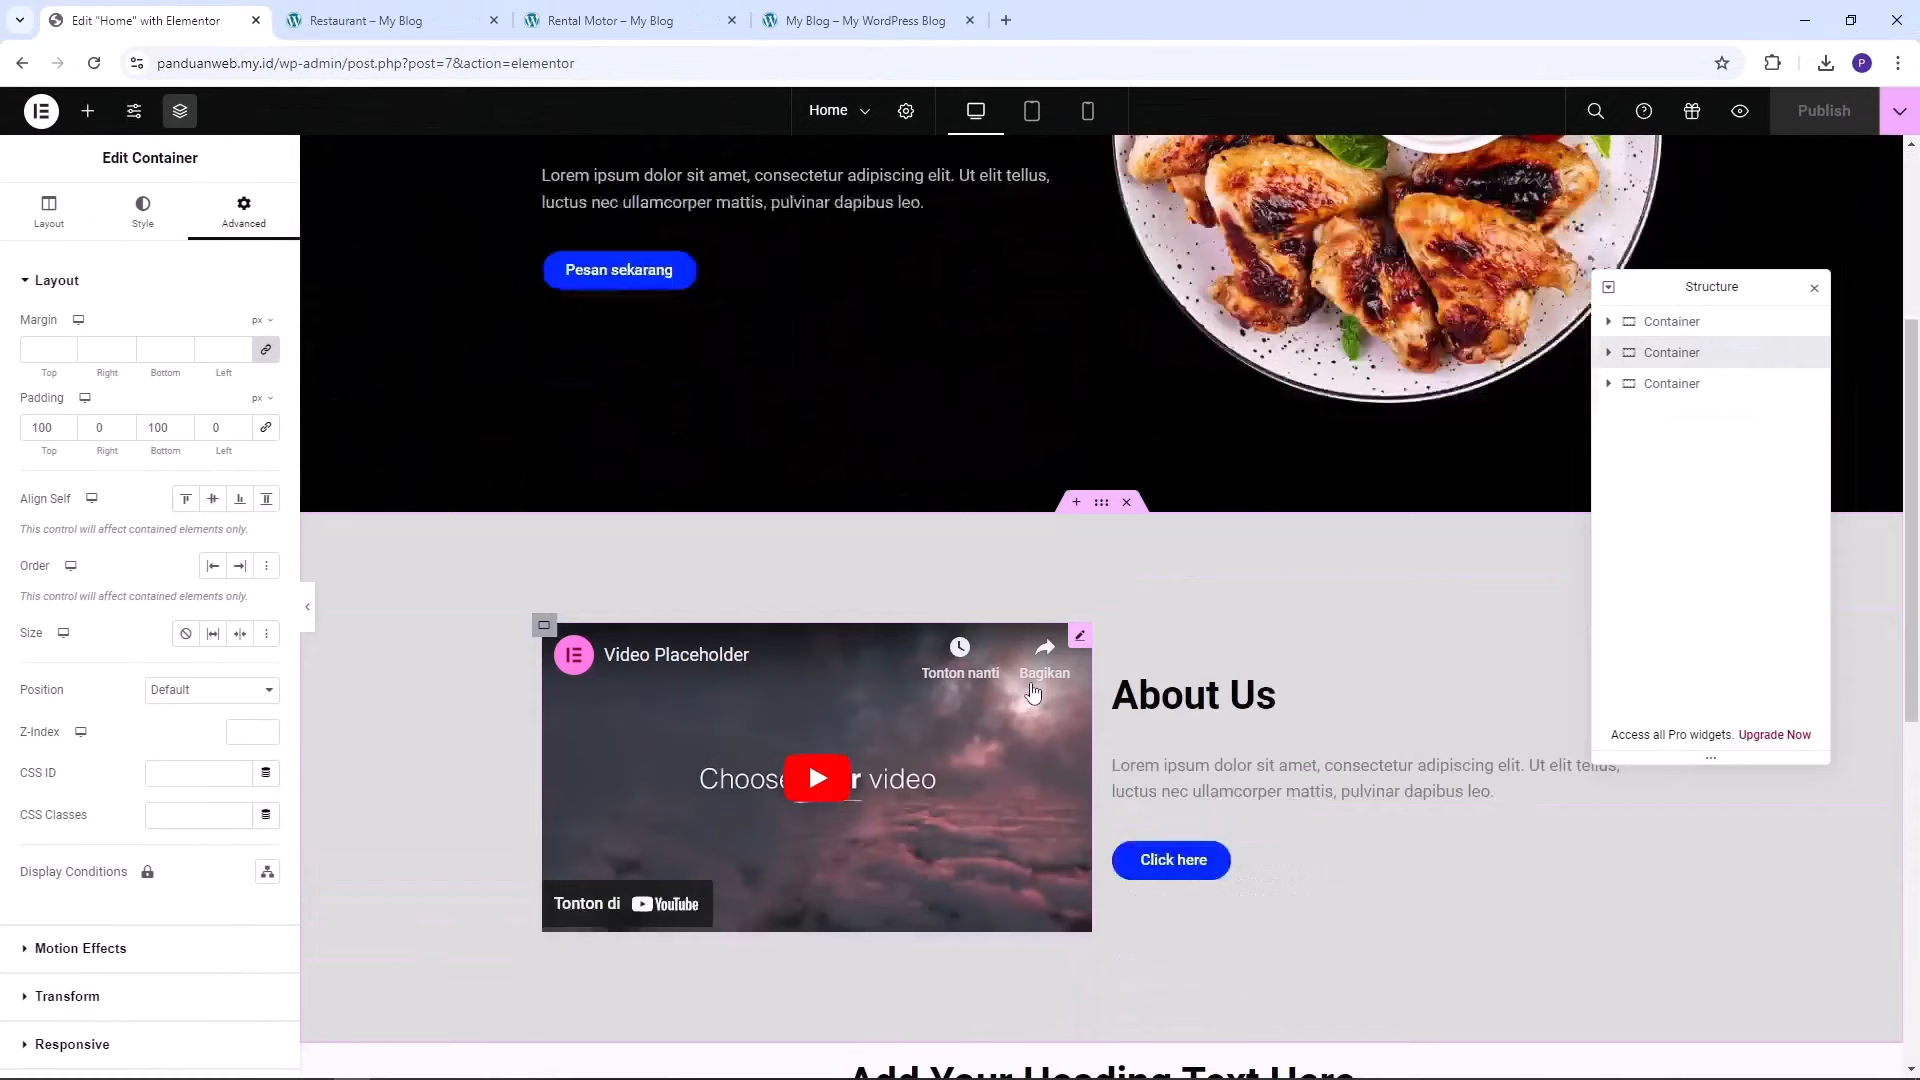 Edit "Home" with Elementor
Restaurant – My Blog
Rental Motor – My Blog
My Blog – My WordPress Blog
panduanweb.my.id/wp-admin/post.php?post=7&action=elementor
P
Home
Publish
Edit Container
Layout
Style
Advanced
Layout
Margin
px
Top
Right
Bottom
Left
Padding
px
100
0
100
0
Top
Right
Bottom
Left
Align Self
This control will affect contained elements only.
Order
This control will affect contained elements only.
Size
Position
Default
Z-Index
CSS ID
CSS Classes
Display Conditions
Motion Effects
Transform
Responsive
Lorem ipsum dolor sit amet, consectetur adipiscing elit. Ut elit tellus,
luctus nec ullamcorper mattis, pulvinar dapibus leo.
Pesan sekarang
Structure
Container
Container
Container
Access all Pro widgets. Upgrade Now
Video Placeholder
Tonton nanti
Bagikan
Choose
video
Tonton di YouTube
About Us
Lorem ipsum dolor sit amet, consectetur adipiscing elit. Ut elit tellus,
luctus nec ullamcorper mattis, pulvinar dapibus leo.
Click here
Add Your Heading Text Here